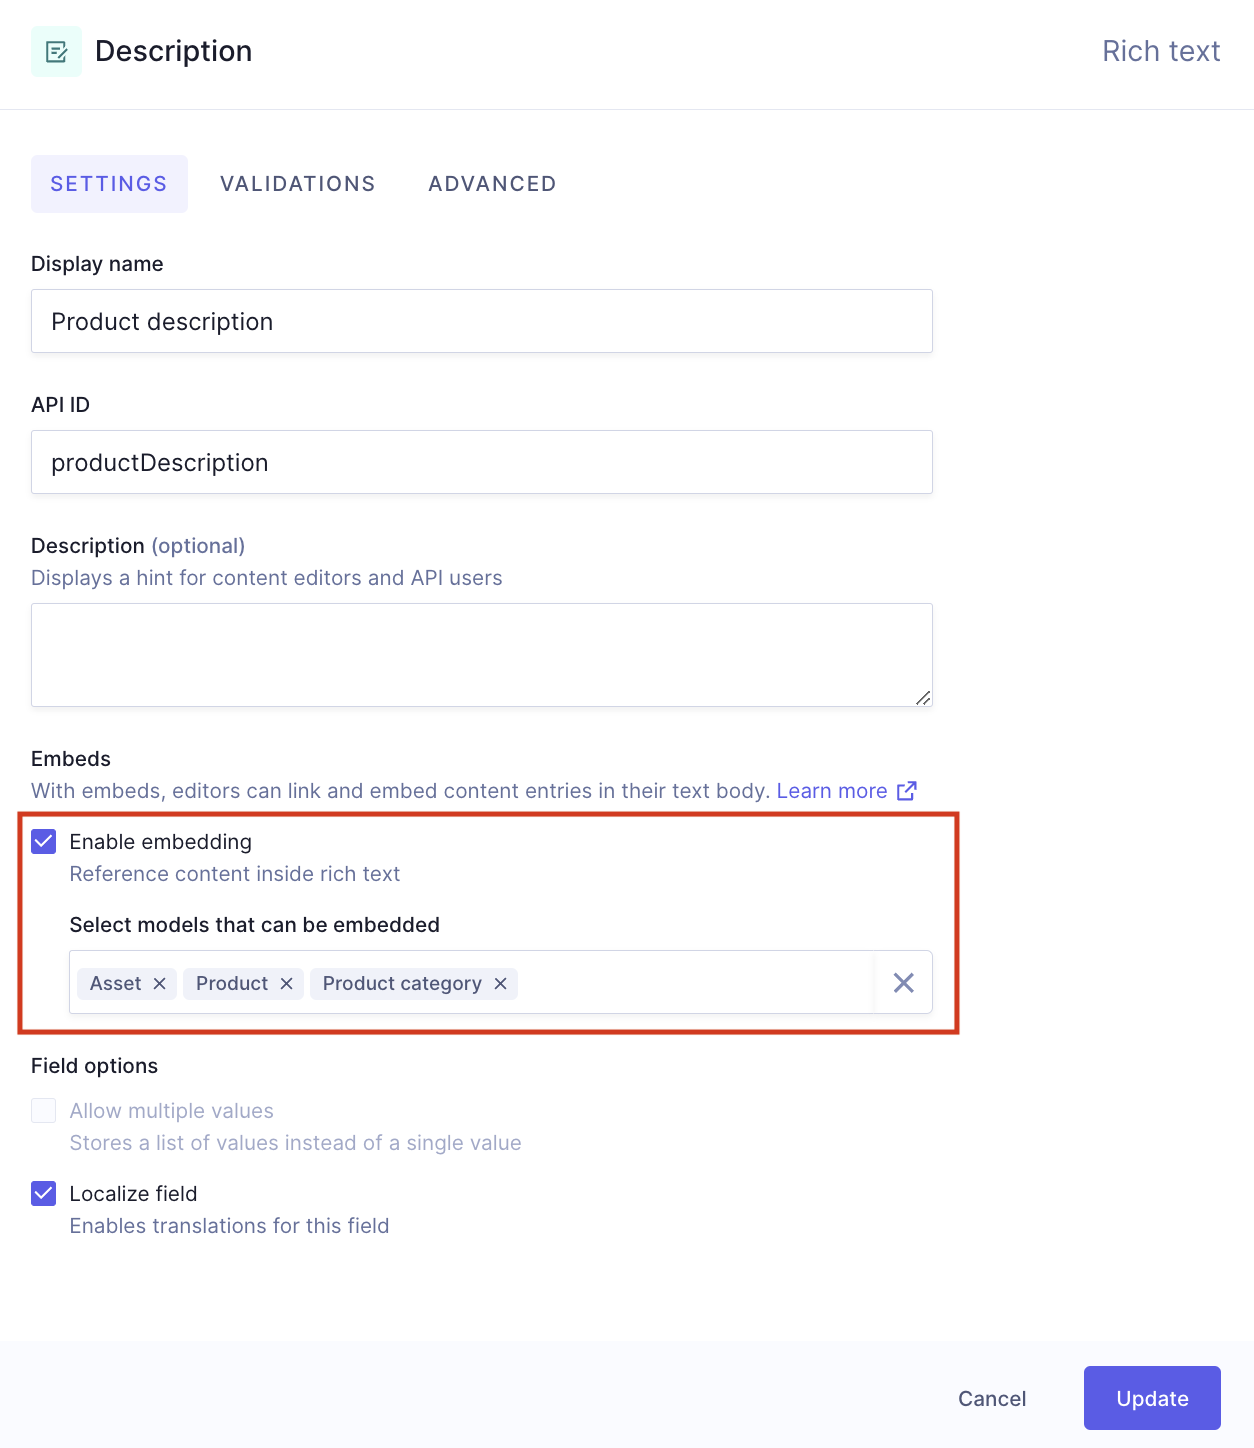 Description
Rich text
SETTINGS
VALIDATIONS
ADVANCED
Display name
Product description
API ID
productDescription
Description (optional)
Displays a hint for content editors and API users
Embeds
With embeds, editors can link and embed content entries in their text body. Learn more
Enable embedding
Reference content inside rich text
Select models that can be embedded
Asset
Product
Product category
Field options
Allow multiple values
Stores a list of values instead of a single value
Localize field
Enables translations for this field
Cancel
Update